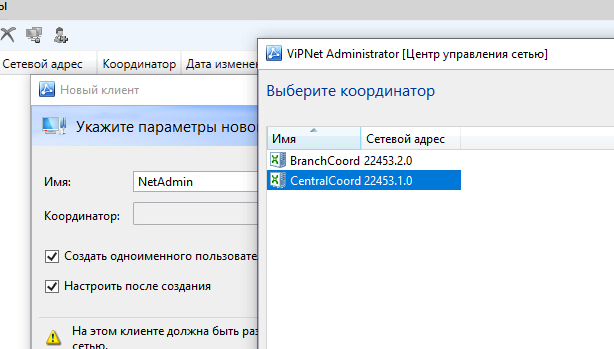 Ы
Сетевой адрес Координатор Дата изменен
Новый клиент
Укажите параметры ново
Имя: NetAdmin
Координатор:
Создать одноименного пользовате
Настроить после создания
На этом клиенте должна быть раз
сетью.
ViPNet Administrator [Центр управления сетью]
Выберите координатор
Имя Сетевой адрес
BranchCoord 22453.2.0
CentralCoord 22453.1.0